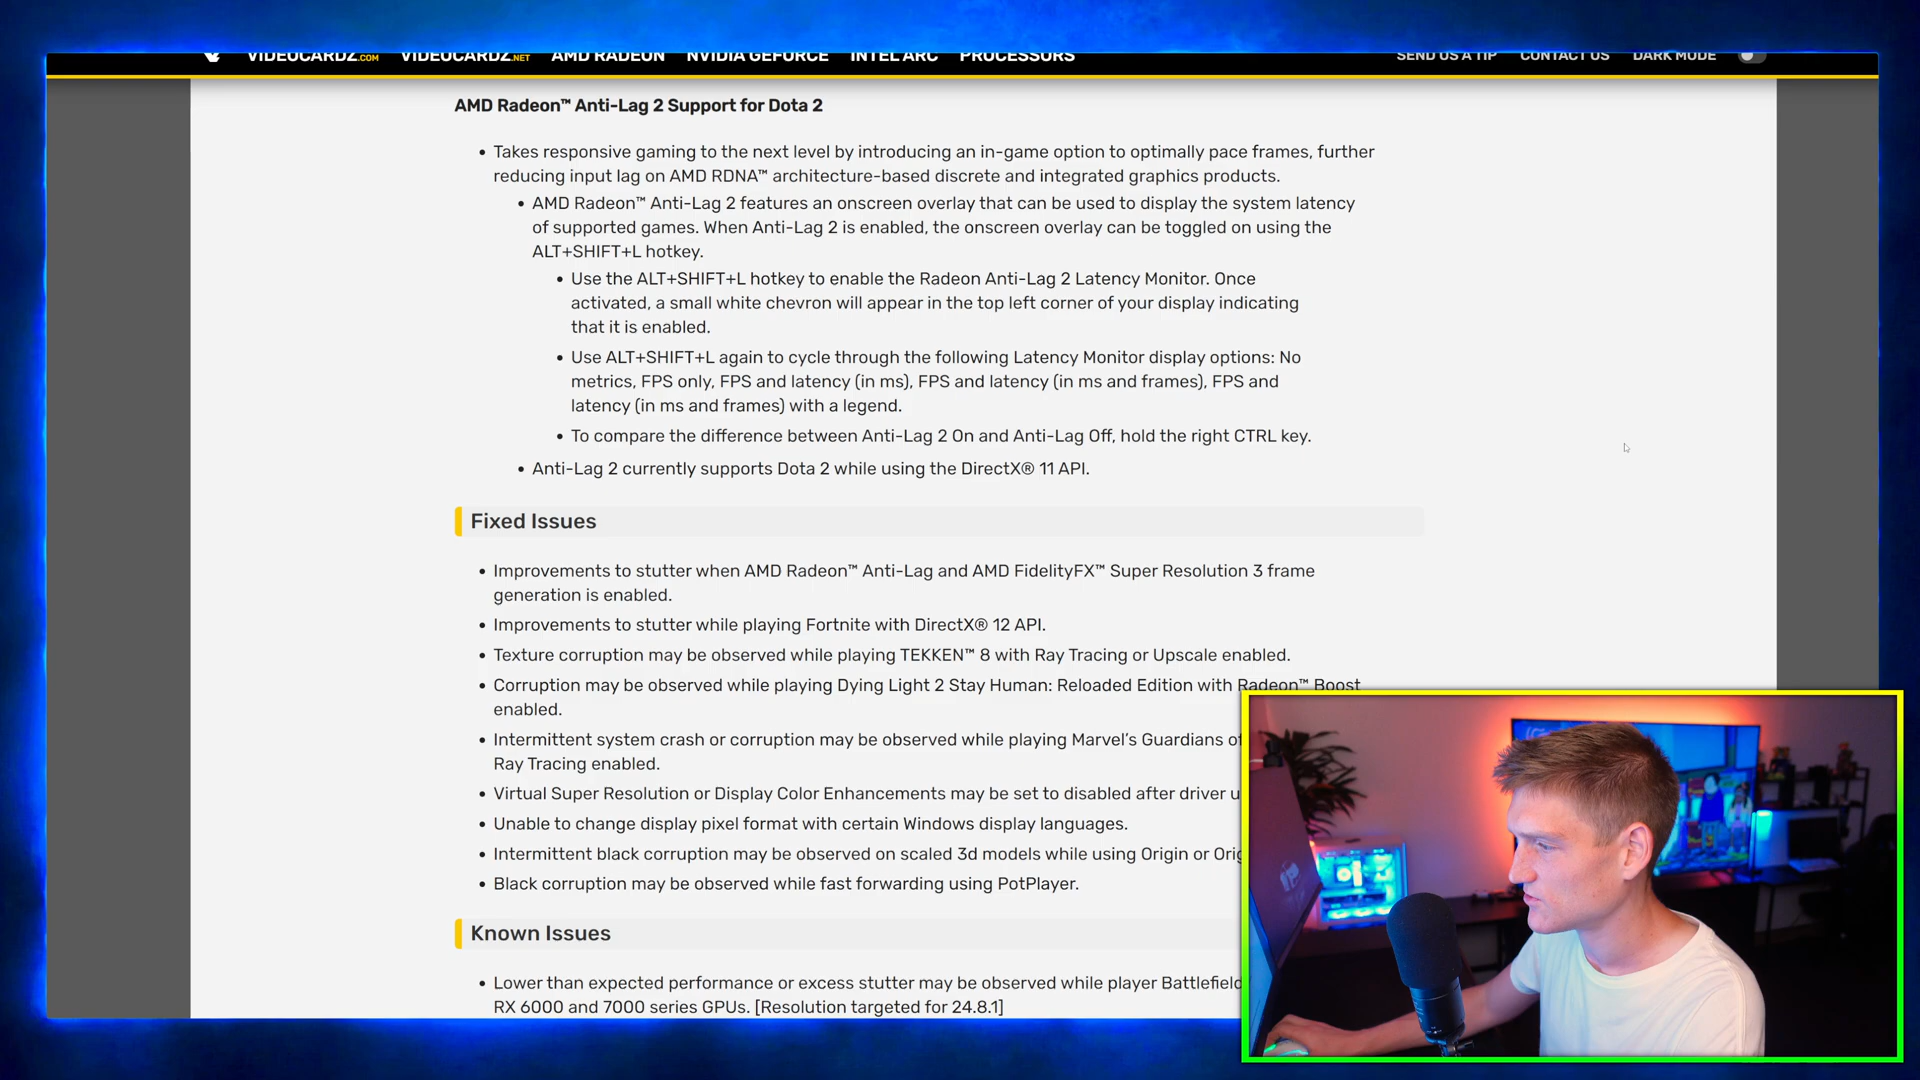 VIDEOCARDZ.COM VIDEOCARDZ.NET AMD RADEON NVIDIA GEFORCE INTEL ARC PROCESSORS SEND US A TIP CONTACT US DARK MODE
AMD Radeon™ Anti-Lag 2 Support for Dota 2
• Takes responsive gaming to the next level by introducing an in-game option to optimally pace frames, further
reducing input lag on AMD RDNA™ architecture-based discrete and integrated graphics products.
• AMD Radeon™ Anti-Lag 2 features an onscreen overlay that can be used to display the system latency
of supported games. When Anti-Lag 2 is enabled, the onscreen overlay can be toggled on using the
ALT+SHIFT+L hotkey.
• Use the ALT+SHIFT+L hotkey to enable the Radeon Anti-Lag 2 Latency Monitor. Once
activated, a small white chevron will appear in the top left corner of your display indicating
that it is enabled.
• Use ALT+SHIFT+L again to cycle through the following Latency Monitor display options: No
metrics, FPS only, FPS and latency (in ms), FPS and latency (in ms and frames), FPS and
latency (in ms and frames) with a legend.
• To compare the difference between Anti-Lag 2 On and Anti-Lag Off, hold the right CTRL key.
• Anti-Lag 2 currently supports Dota 2 while using the DirectX® 11 API.
Fixed Issues
• Improvements to stutter when AMD Radeon™ Anti-Lag and AMD FidelityFX™ Super Resolution 3 frame
generation is enabled.
• Improvements to stutter while playing Fortnite with DirectX® 12 API.
• Texture corruption may be observed while playing TEKKEN™ 8 with Ray Tracing or Upscale enabled.
• Corruption may be observed while playing Dying Light 2 Stay Human: Reloaded Edition with Radeon™ Boost
enabled.
• Intermittent system crash or corruption may be observed while playing Marvel's Guardians of
Ray Tracing enabled.
• Virtual Super Resolution or Display Color Enhancements may be set to disabled after driver u
• Unable to change display pixel format with certain Windows display languages.
• Intermittent black corruption may be observed on scaled 3d models while using Origin or Orig
• Black corruption may be observed while fast forwarding using PotPlayer.
Known Issues
• Lower than expected performance or excess stutter may be observed while player Battlefield
RX 6000 and 7000 series GPUs. [Resolution targeted for 24.8.1]